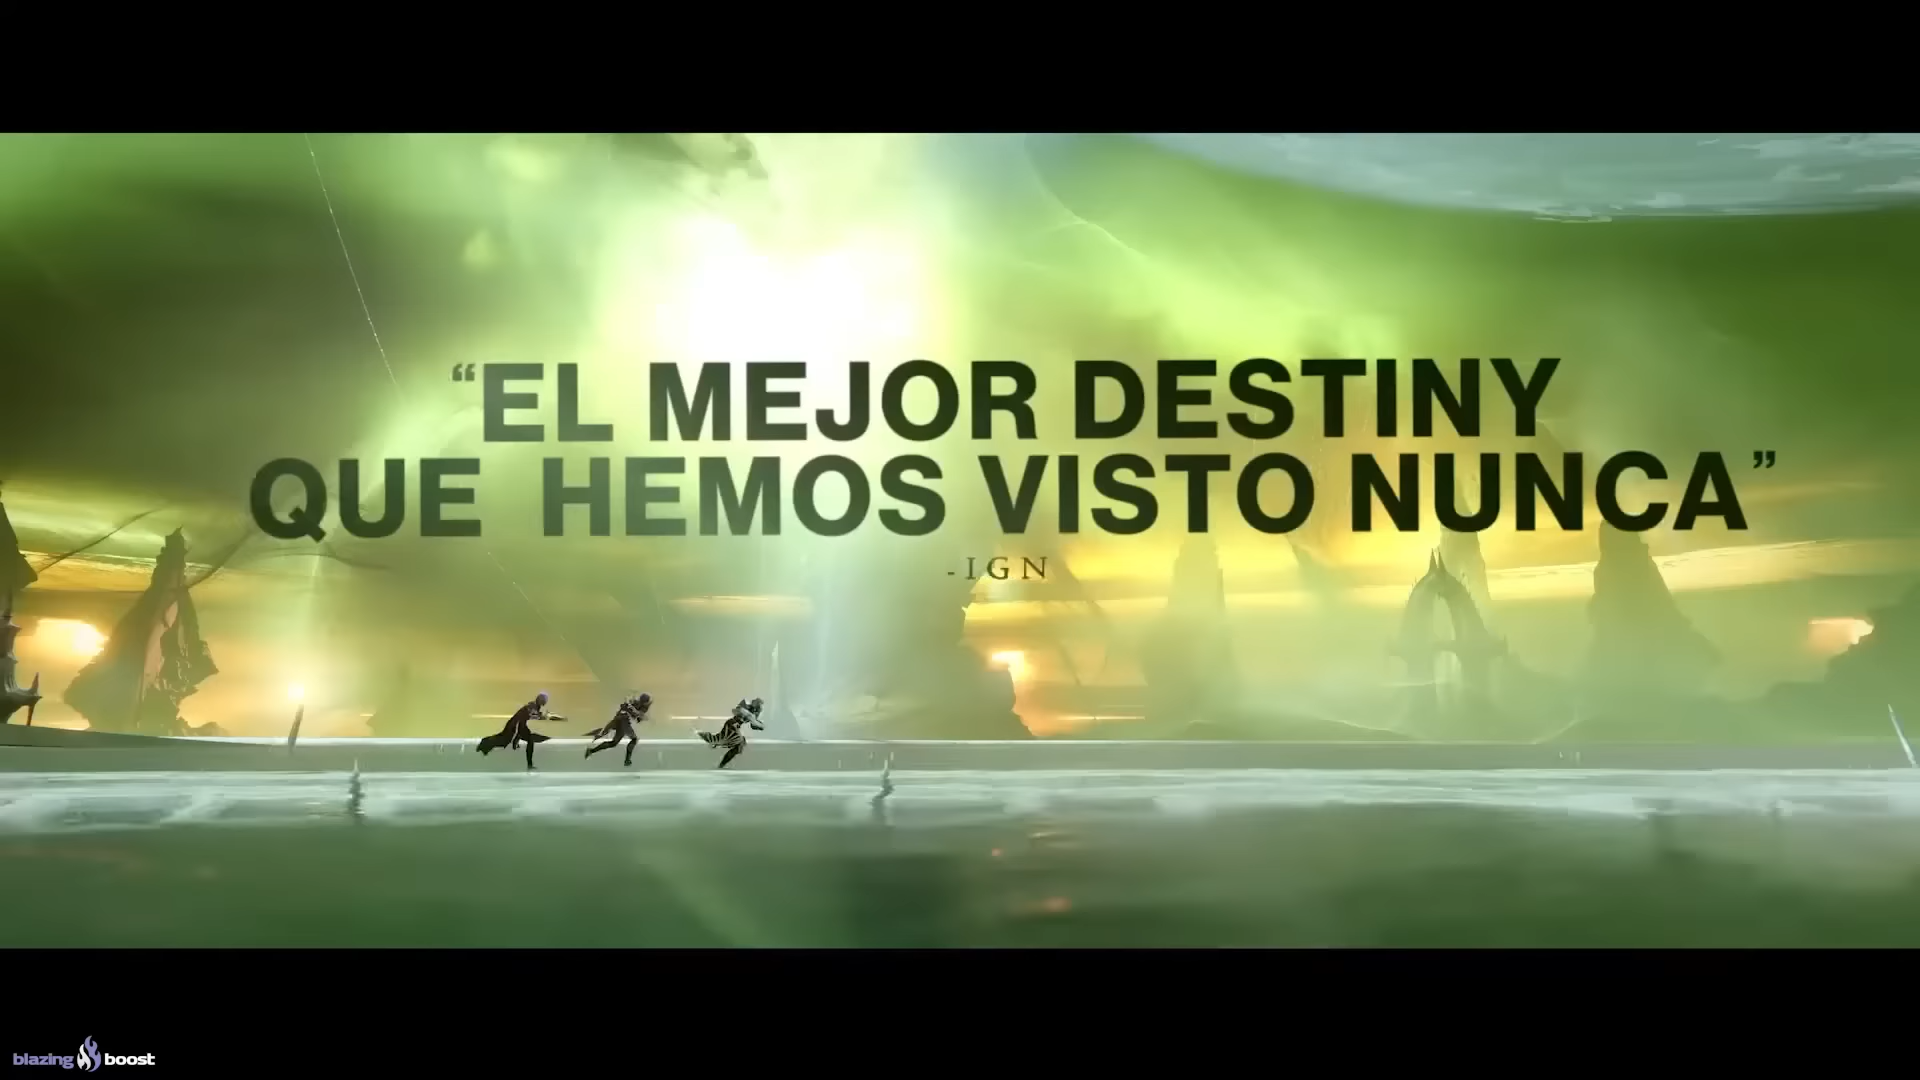 “EL MEJOR DESTINY
QUE HEMOS VISTO NUNCA”
-IGN
blazing boost